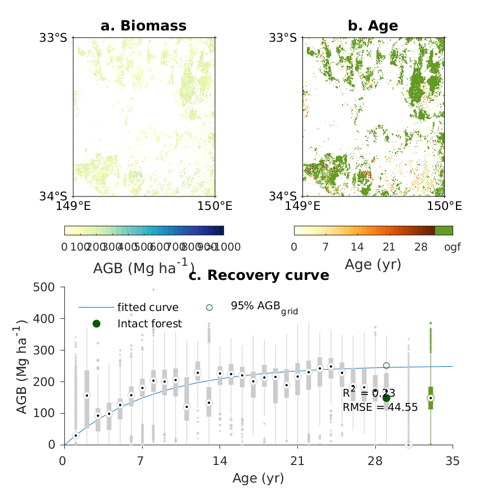 a. Biomass
b. Age
33°S
33°S
34°S
34°S
149°E
150°E
149°E
150°E
0 100 200 300 400 500 600 700 800 900 >1000
0 7 14 21 28 ogf
AGB (Mg ha⁻¹)
Age (yr)
c. Recovery curve
500
400
300
200
100
0
AGB (Mg ha⁻¹)
fitted curve
95% AGB_grid
Intact forest
R² = 0.23
RMSE = 44.55
0 7 14 21 28 35
Age (yr)